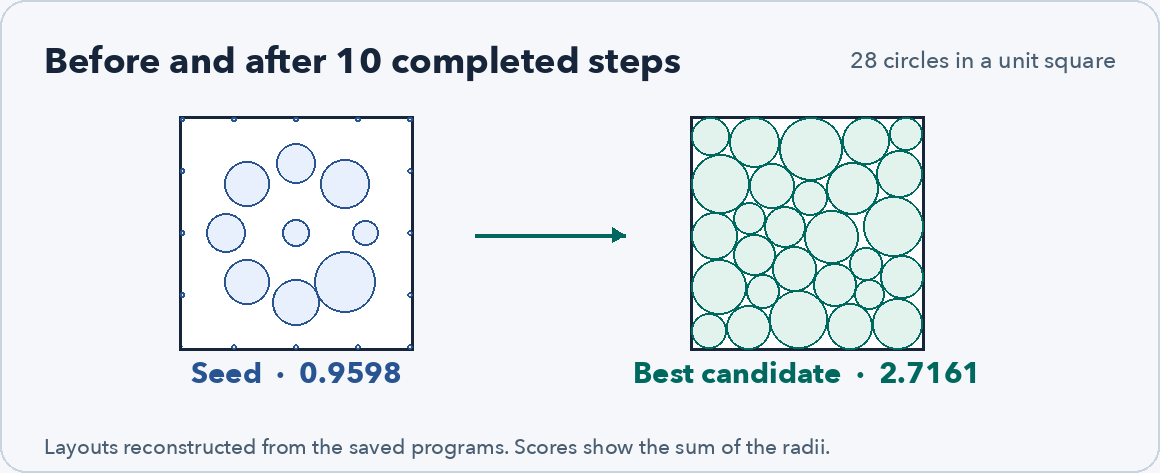 Before and after 10 completed steps
28 circles in a unit square
Seed · 0.9598
Best candidate · 2.7161
Layouts reconstructed from the saved programs. Scores show the sum of the radii.